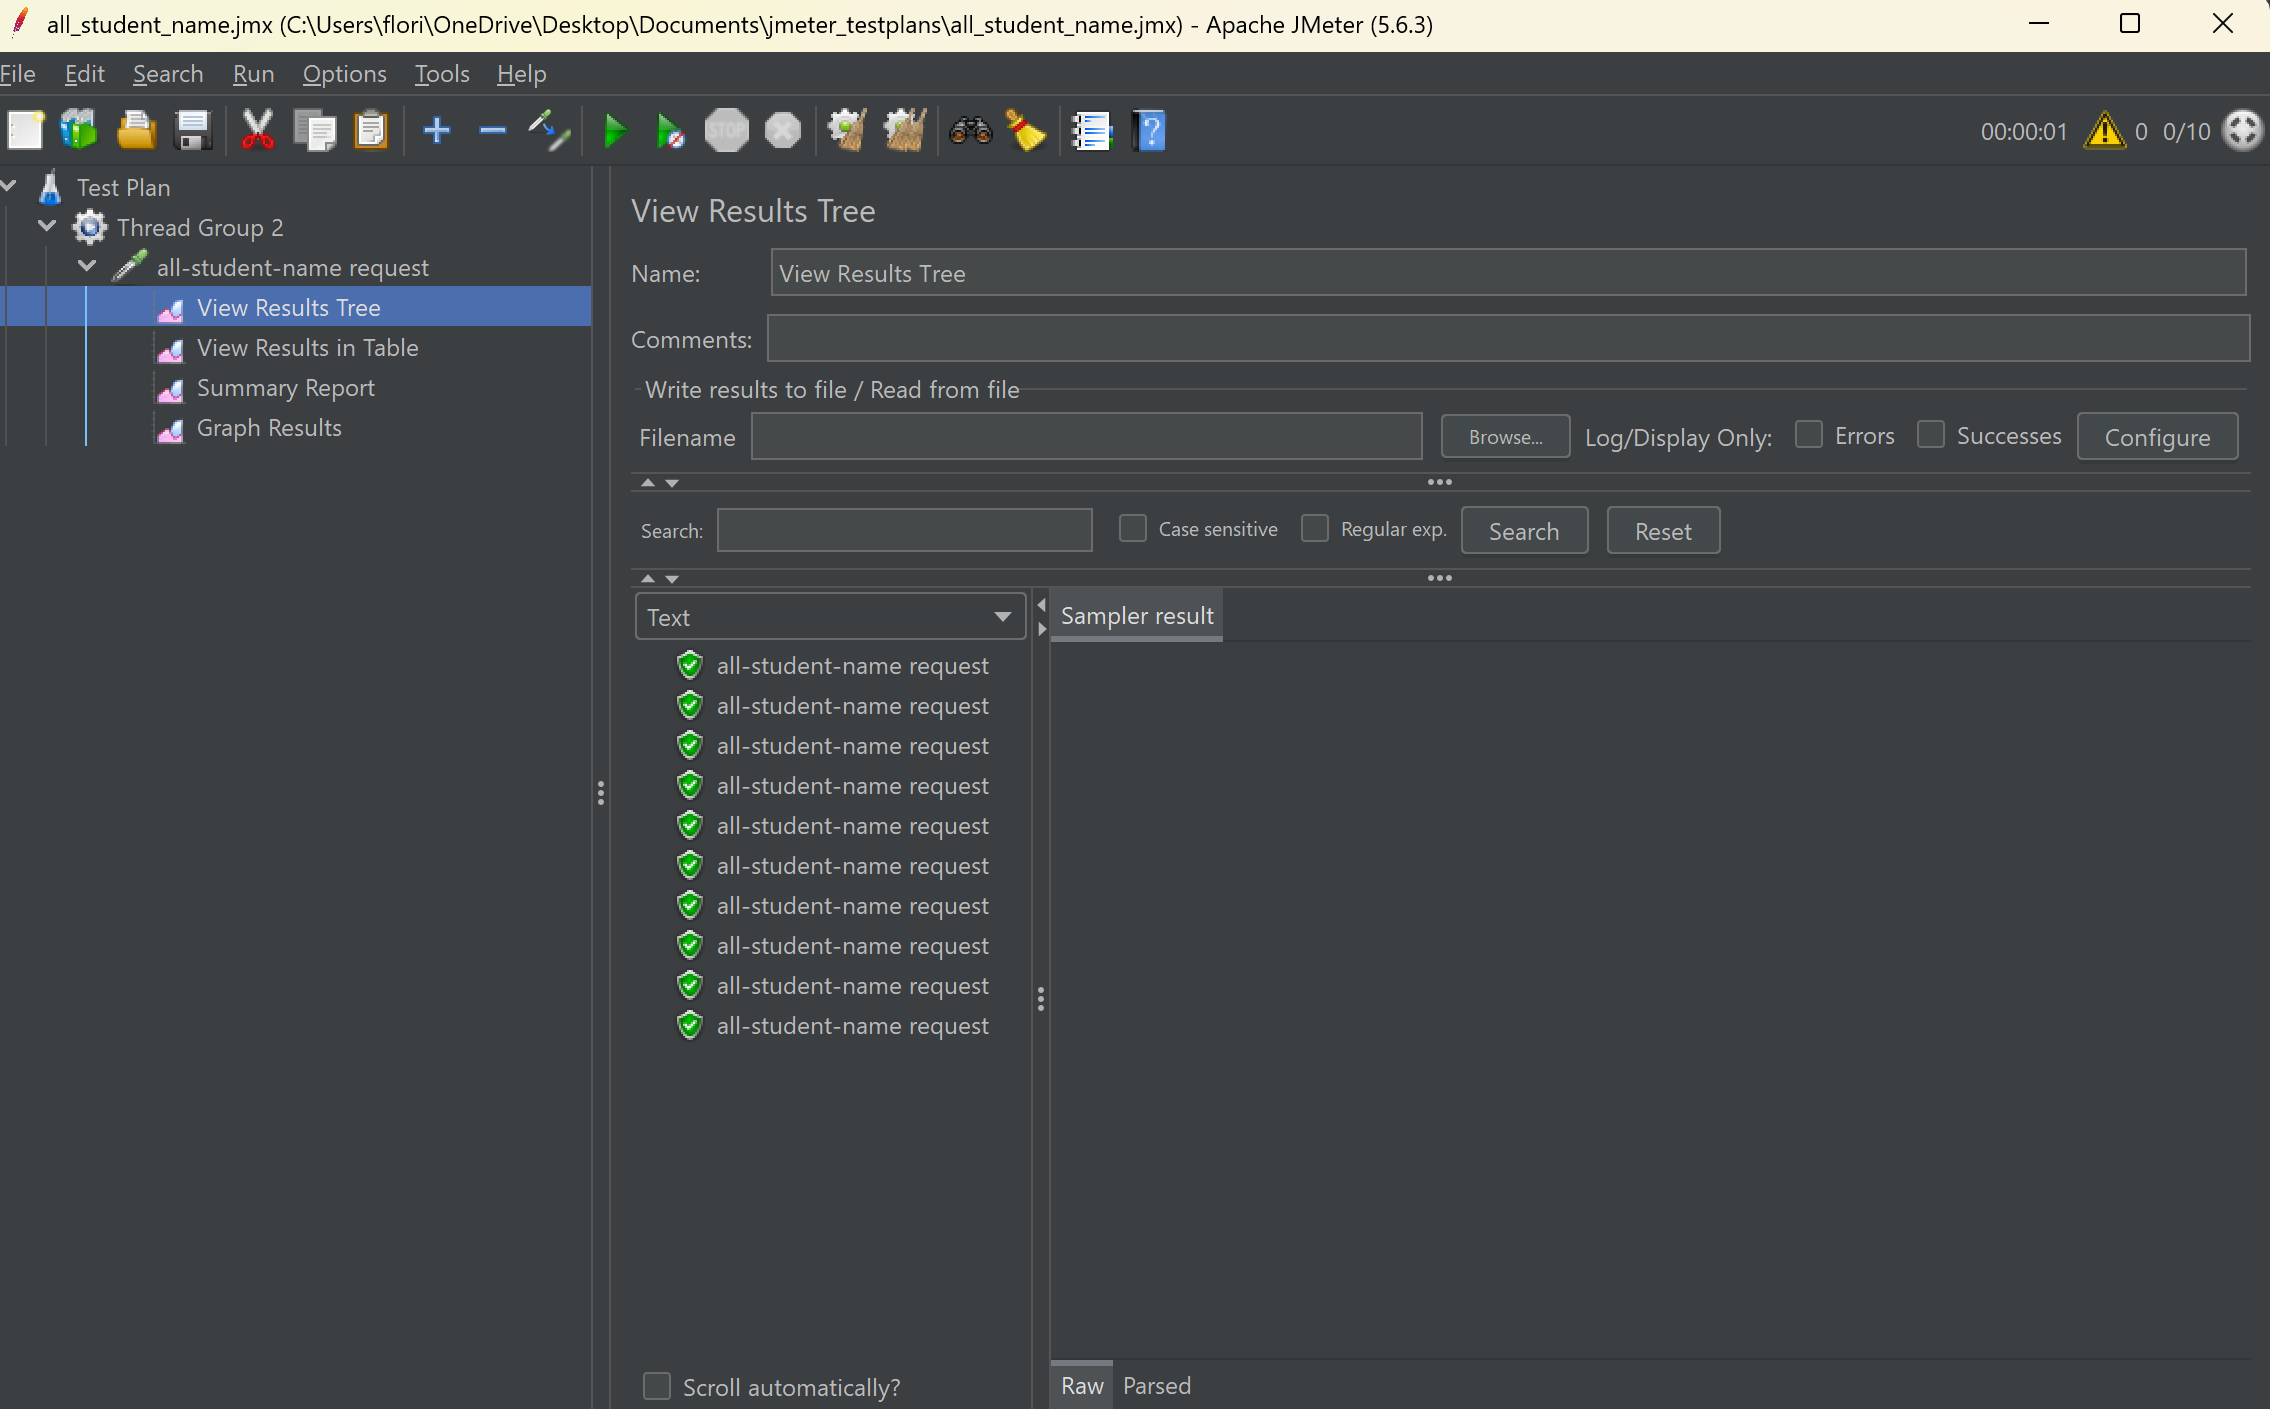 all_student_name.jmx (C:\Users\flori\OneDrive\Desktop\Documents\jmeter_testplans\all_student_name.jmx) - Apache JMeter (5.6.3)
File Edit Search Run Options Tools Help
STOP
00:00:01 0 0/10
Test Plan
Thread Group 2
all-student-name request
View Results Tree
View Results in Table
Summary Report
Graph Results
View Results Tree
Name: View Results Tree
Comments:
Write results to file / Read from file
Filename Browse... Log/Display Only: Errors Successes Configure
Search: Case sensitive Regular exp. Search Reset
Text
Sampler result
all-student-name request
all-student-name request
all-student-name request
all-student-name request
all-student-name request
all-student-name request
all-student-name request
all-student-name request
all-student-name request
all-student-name request
Scroll automatically?
Raw Parsed